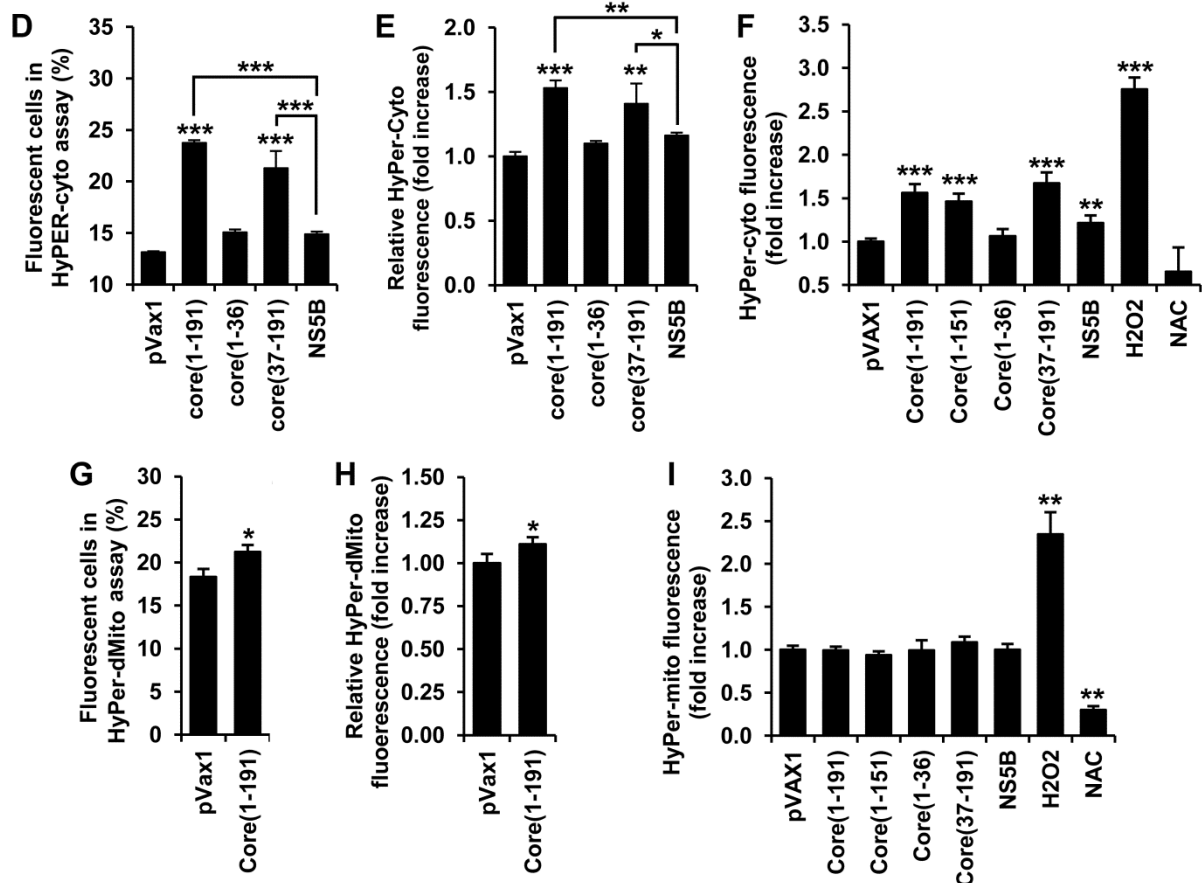 D
Fluorescent cells in
HyPER-cyto assay (%)
30
25
20
15
10
***
***
***
***
pVax1
core(1-191)
core(1-36)
core(37-191)
NS5B
E
Relative HyPer-Cyto
fluorescence (fold increase)
2.0
1.5
1.0
0.5
0.0
**
*
***
**
pVax1
core(1-191)
core(1-36)
core(37-191)
NS5B
F
HyPer-cyto fluorescence
(fold increase)
3.5
3.0
2.5
2.0
1.5
1.0
0.5
***
***
***
**
***
pVAX1
Core(1-191)
Core(1-151)
Core(1-36)
Core(37-191)
NS5B
H2O2
NAC
G
Fluorescent cells in
HyPer-dMito assay (%)
30
25
20
15
10
5
0
*
pVax1
Core(1-191)
H
Relative HyPer-dMito
fluoerescence (fold increase)
1.50
1.25
1.00
0.75
0.50
0.25
0.00
*
pVax1
Core(1-191)
I
HyPer-mito fluorescence
(fold increase)
3.0
2.5
2.0
1.5
1.0
0.5
0.0
**
**
pVAX1
Core(1-191)
Core(1-151)
Core(1-36)
Core(37-191)
NS5B
H2O2
NAC